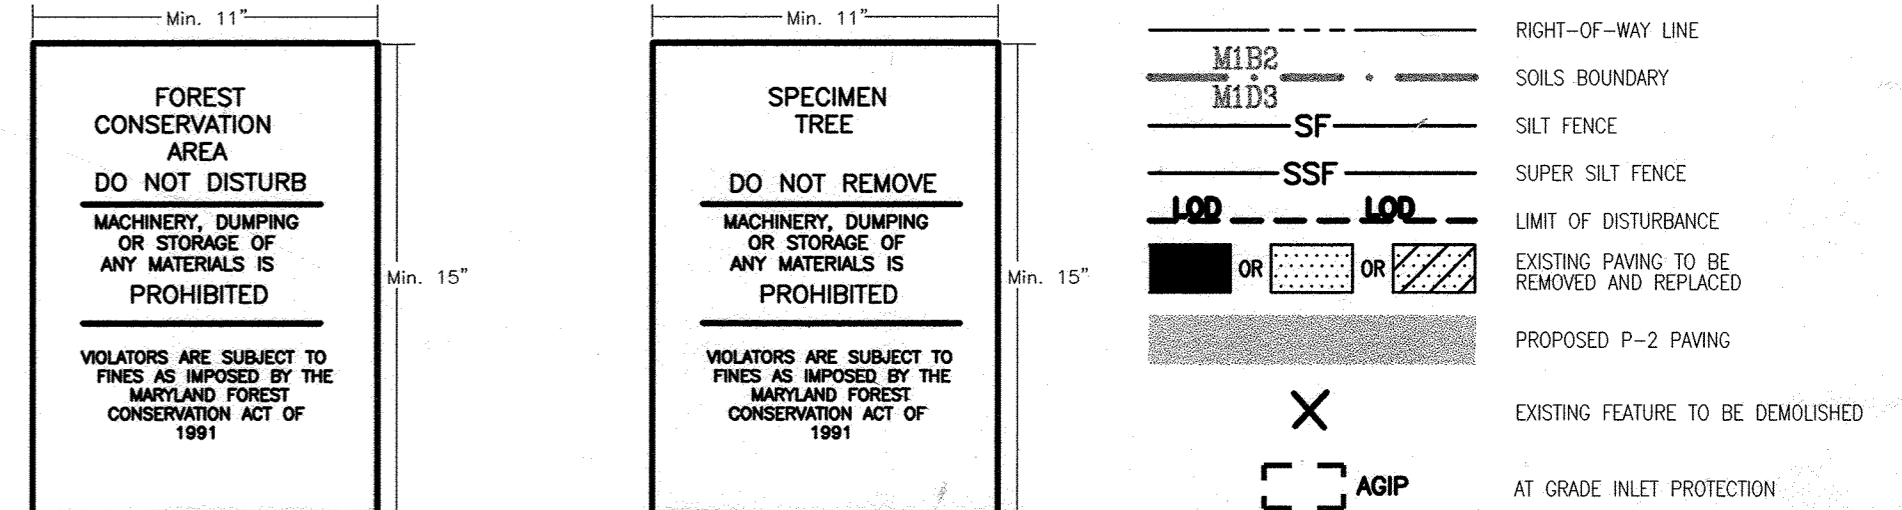 Min. 11"
FOREST
CONSERVATION
AREA
DO NOT DISTURB
MACHINERY, DUMPING
OR STORAGE OF
ANY MATERIALS IS
PROHIBITED
VIOLATORS ARE SUBJECT TO
FINES AS IMPOSED BY THE
MARYLAND FOREST
CONSERVATION ACT OF
1991
Min. 15"
Min. 11"
SPECIMEN
TREE
DO NOT REMOVE
MACHINERY, DUMPING
OR STORAGE OF
ANY MATERIALS IS
PROHIBITED
VIOLATORS ARE SUBJECT TO
FINES AS IMPOSED BY THE
MARYLAND FOREST
CONSERVATION ACT OF
1991
Min. 15"
RIGHT-OF-WAY LINE
M1B2
M1D3
SOILS BOUNDARY
SF
SILT FENCE
SSF
SUPER SILT FENCE
LOD LOD
LIMIT OF DISTURBANCE
OR OR
EXISTING PAVING TO BE
REMOVED AND REPLACED
PROPOSED P-2 PAVING
EXISTING FEATURE TO BE DEMOLISHED
AGIP
AT GRADE INLET PROTECTION